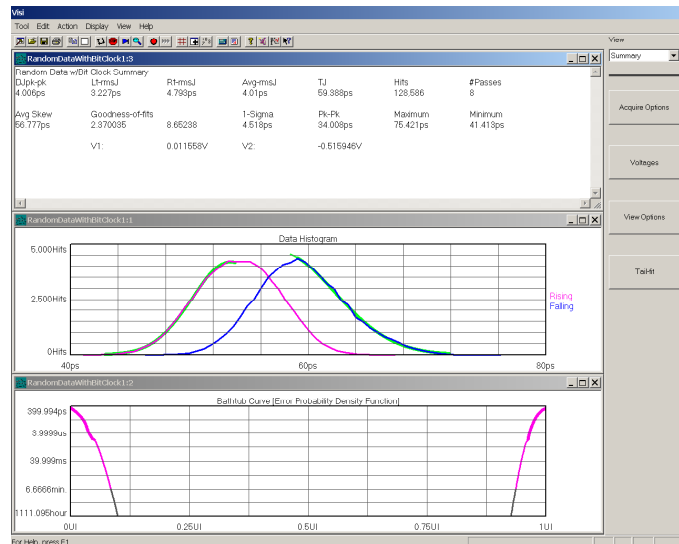 Visi
Tool Edit Action Display View Help
View
RandomDataWithBitClock1:3
Summary
Random Data w/Bit Clock Summary
DJpk-pk Lt-rmsJ Rt-rmsJ Avg-rmsJ TJ Hits #Passes
4.006ps 3.227ps 4.793ps 4.01ps 59.388ps 128,586 8
Avg Skew Goodness-of-fits 1-Sigma Pk-Pk Maximum Minimum
56.777ps 2.370035 8.65238 4.518ps 34.008ps 75.421ps 41.413ps
V1: 0.011558V V2: -0.515946V
Acquire Options
Voltages
View Options
TailFit
RandomDataWithBitClock1:1
Data Histogram
5.000Hits
2.500Hits
0Hits
Rising
Falling
40ps 60ps 80ps
RandomDataWithBitClock1:2
Bathtub Curve [Error Probability Density Function]
399.994ps
3.9999us
39.999ms
6.6666min.
1111.095hour
0UI 0.25UI 0.5UI 0.75UI 1UI
For Help, press F1